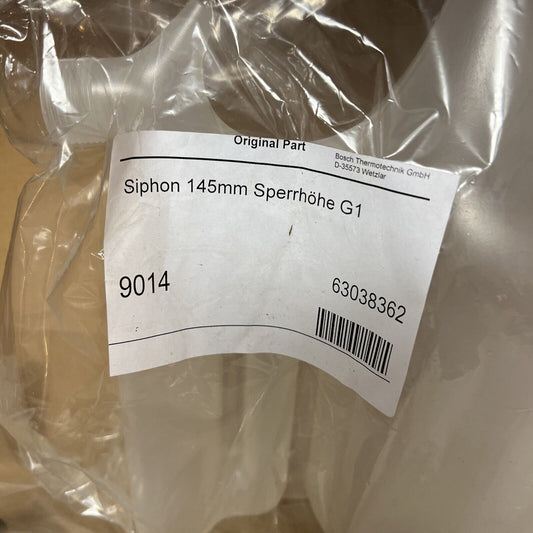 Original Part
Bosch Thermotechnik GmbH
D-35573 Wetzlar
Siphon 145mm Sperrhöhe G1
9014
63038362